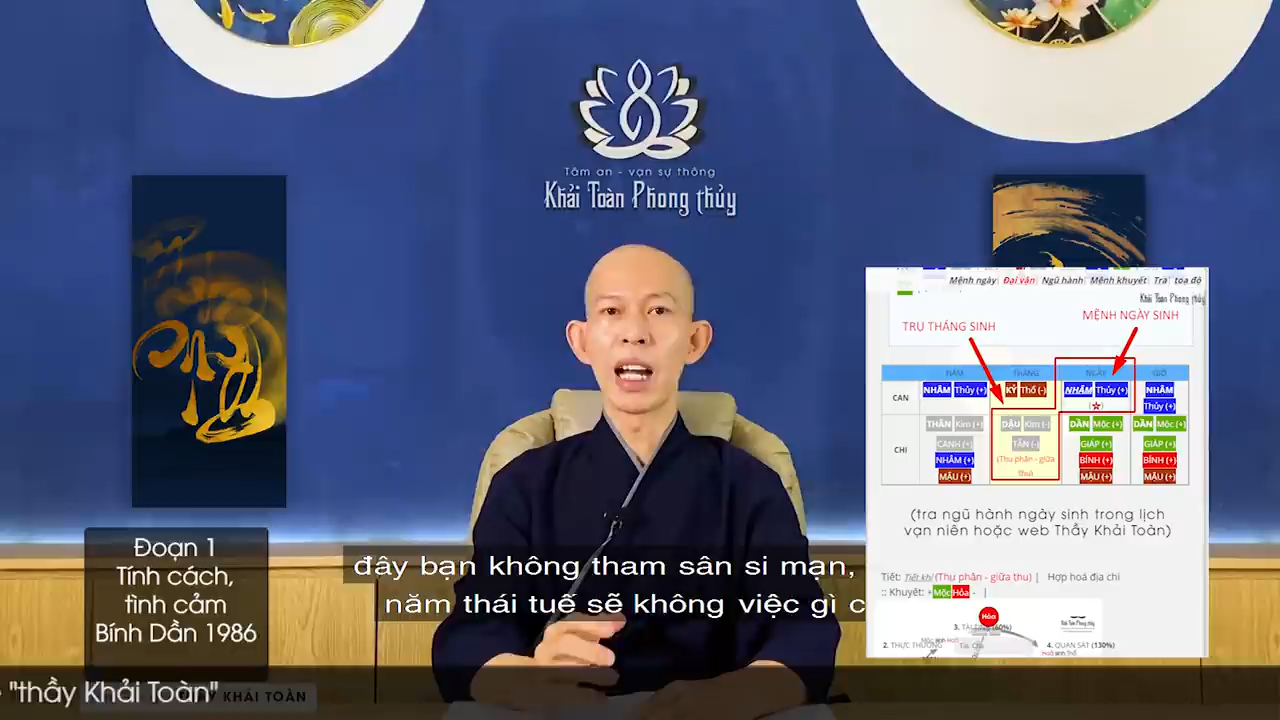 Tâm an - vạn sự thông
Khải Toàn Phong thủy
Mệnh ngày Đại vận Ngũ hành Mệnh khuyết Tra toạ độ
Khải Toàn Phong thủy
TRỤ THÁNG SINH
MỆNH NGÀY SINH
NĂM THÁNG NGÀY GIỜ
CAN
NHÂM Thủy (+) KỶ Thổ (-) NHÂM Thủy (+) NHÂM Thủy (+)
CHI
THÂN Kim (+) DẬU Kim (-) DẦN Mộc (+) DẦN Mộc (+)
CANH (+) TÂN (-) GIÁP (+) GIÁP (+)
NHÂM (+) (Thu phân - giữa thu) BÍNH (+) BÍNH (+)
MẬU (+) MẬU (+) MẬU (+)
(tra ngũ hành ngày sinh trong lịch
vạn niên hoặc web Thầy Khải Toàn)
Tiết: Tiết khí (Thu phân - giữa thu) | Hợp hoá địa chi
:: Khuyết: + Mộc Hỏa - |
Hỏa
3. TÀI (60%)
2. THỰC THƯƠNG
4. QUAN SÁT (130%)
Đoạn 1
Tính cách,
tình cảm
Bính Dần 1986
đây bạn không tham sân si mạn,
năm thái tuế sẽ không việc gì c
"thầy Khải Toàn"
KHẢI TOÀN